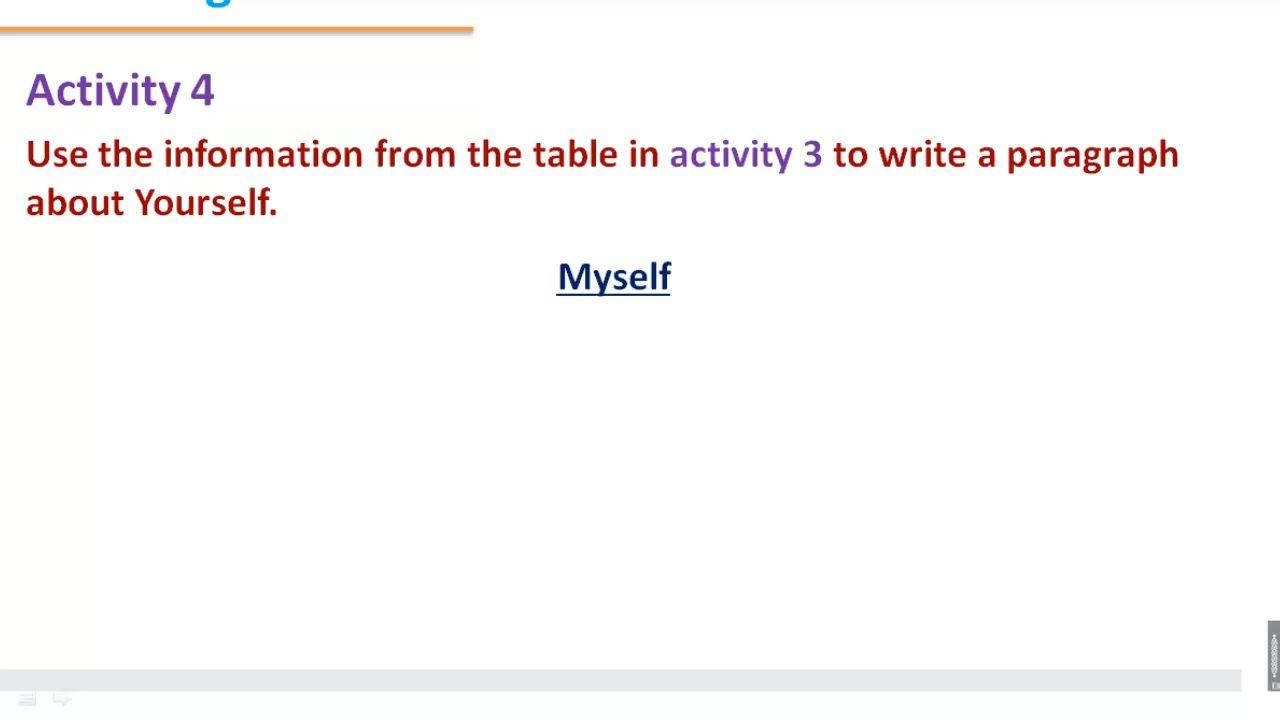 Activity 4
Use the information from the table in activity 3 to write a paragraph
about Yourself.
Myself